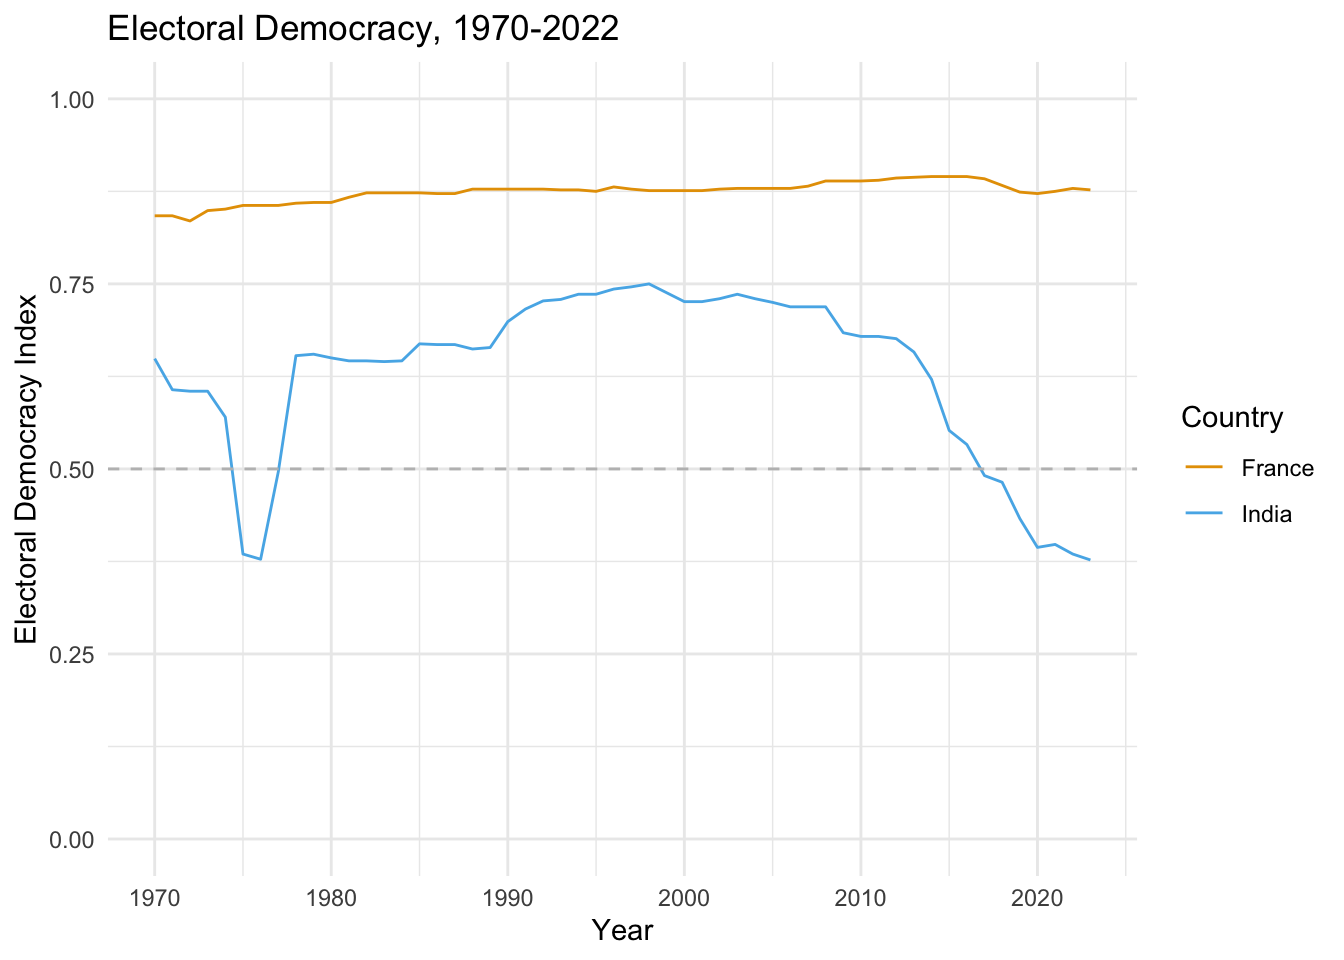 Electoral Democracy, 1970-2022
1.00
0.75
0.50
0.25
0.00
Electoral Democracy Index
1970 1980 1990 2000 2010 2020
Year
Country
France
India